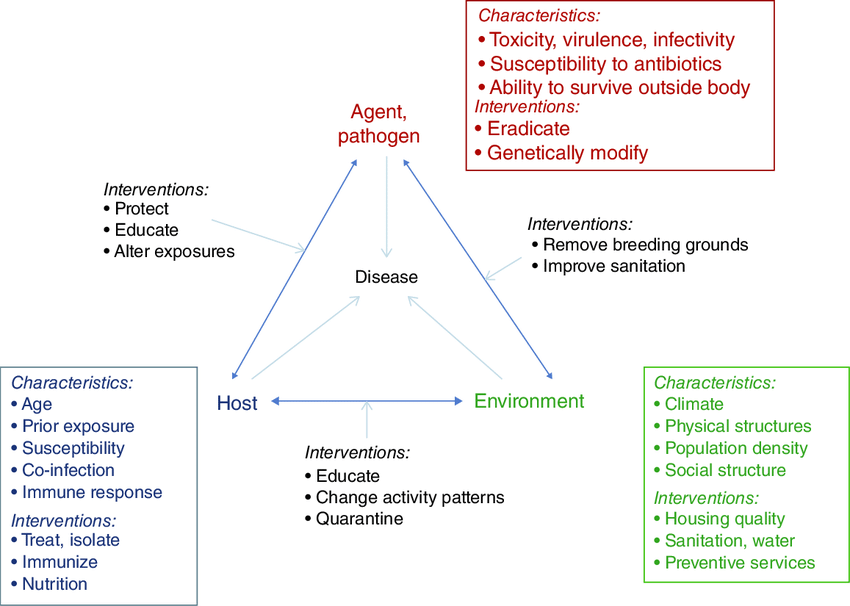 Characteristics:
• Toxicity, virulence, infectivity
• Susceptibility to antibiotics
• Ability to survive outside body
Interventions:
• Eradicate
• Genetically modify
Agent,
pathogen
Interventions:
• Protect
• Educate
• Alter exposures
Interventions:
• Remove breeding grounds
• Improve sanitation
Disease
Characteristics:
• Age
• Prior exposure
• Susceptibility
• Co-infection
• Immune response
Interventions:
• Treat, isolate
• Immunize
• Nutrition
Host
Environment
Interventions:
• Educate
• Change activity patterns
• Quarantine
Characteristics:
• Climate
• Physical structures
• Population density
• Social structure
Interventions:
• Housing quality
• Sanitation, water
• Preventive services